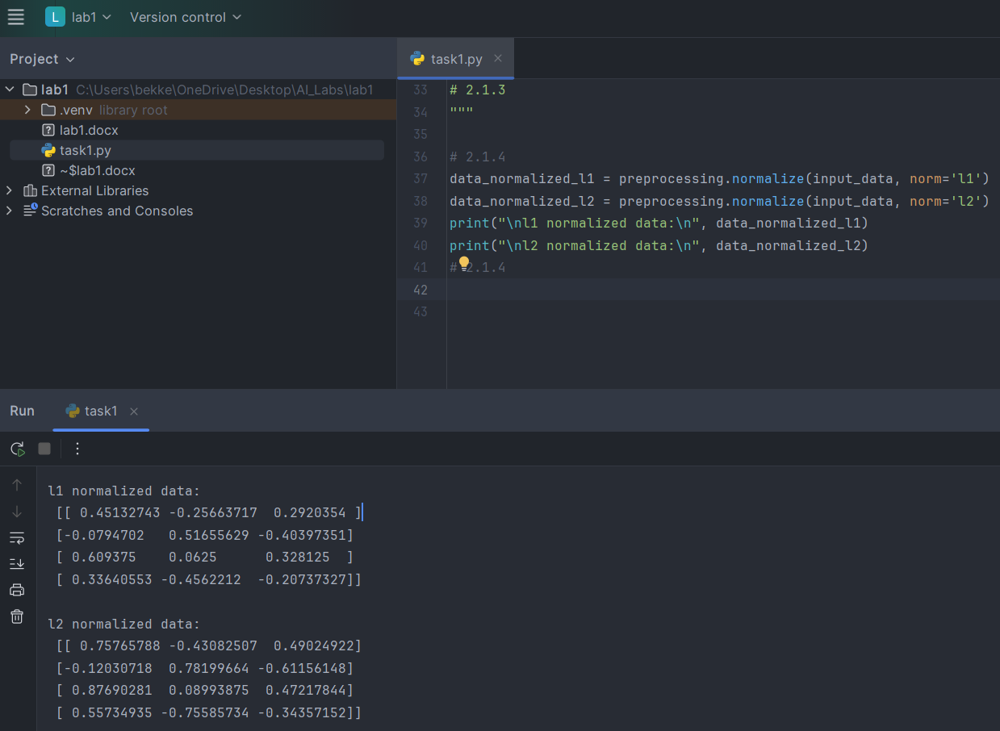 L lab1 Version control
Project
task1.py
lab1 C:\Users\bekke\OneDrive\Desktop\AI_Labs\lab1
.venv library root
lab1.docx
task1.py
~$lab1.docx
External Libraries
Scratches and Consoles
33 # 2.1.3
34 """
35
36 # 2.1.4
37 data_normalized_l1 = preprocessing.normalize(input_data, norm='l1')
38 data_normalized_l2 = preprocessing.normalize(input_data, norm='l2')
39 print("\nl1 normalized data:\n", data_normalized_l1)
40 print("\nl2 normalized data:\n", data_normalized_l2)
41 # 2.1.4
42
43
Run task1
l1 normalized data:
[[ 0.45132743 -0.25663717  0.2920354 ]
[-0.0794702   0.51655629 -0.40397351]
[ 0.609375    0.0625      0.328125  ]
[ 0.33640553 -0.4562212  -0.20737327]]
l2 normalized data:
[[ 0.75765788 -0.43082507  0.49024922]
[-0.12030718  0.78199664 -0.61156148]
[ 0.87690281  0.08993875  0.47217844]
[ 0.55734935 -0.75585734 -0.34357152]]